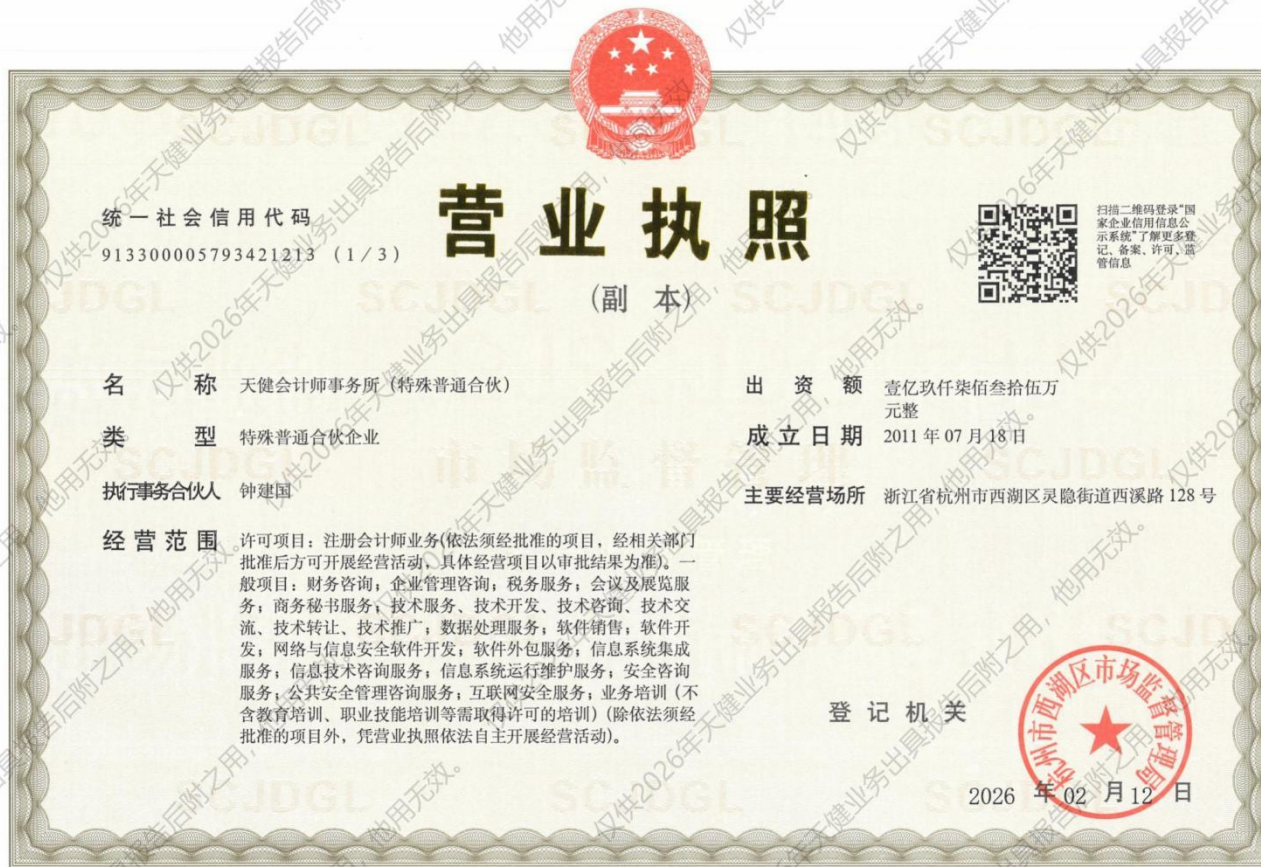 营业执照
(副 本)
统一社会信用代码
913300005793421213 (1/3)
扫描二维码登录“国
家企业信用信息公
示系统”了解更多登
记、备案、许可、监
管信息
名 称 天健会计师事务所（特殊普通合伙）
类 型 特殊普通合伙企业
执行事务合伙人 钟建国
经营范围 许可项目：注册会计师业务(依法须经批准的项目，经相关部门
批准后方可开展经营活动，具体经营项目以审批结果为准)。一
般项目：财务咨询；企业管理咨询；税务服务；会议及展览服
务；商务秘书服务；技术服务、技术开发、技术咨询、技术交
流、技术转让、技术推广；数据处理服务；软件销售；软件开
发；网络与信息安全软件开发；软件外包服务；信息系统集成
服务；信息技术咨询服务；信息系统运行维护服务；安全咨询
服务；公共安全管理咨询服务；互联网安全服务；业务培训（不
含教育培训、职业技能培训等需取得许可的培训）(除依法须经
批准的项目外，凭营业执照依法自主开展经营活动)。
出 资 额 壹亿玖仟柒佰叁拾伍万
元整
成立日期 2011 年 07 月 18 日
主要经营场所 浙江省杭州市西湖区灵隐街道西溪路 128 号
登记机关
杭州市西湖区市场监督管理局
2026 年 02 月 12 日
仅供2026年天健业务出具报告后附之用，他用无效。
SCJDGL
市场监督管理